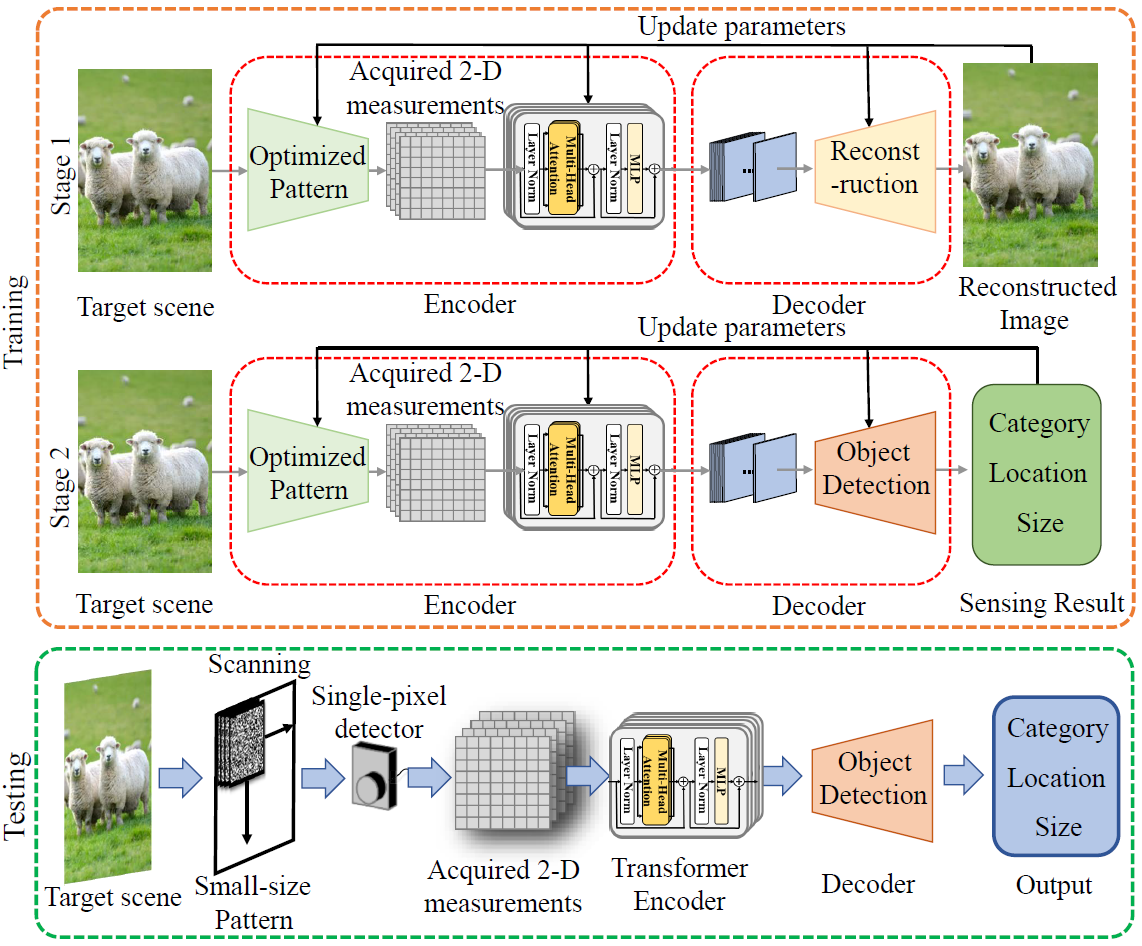 Update parameters
Acquired 2-D
measurements
Stage 1
Optimized
Pattern
Layer Norm
Multi-Head
Attention
Layer Norm
MLP
...
Reconst
-ruction
Target scene
Encoder
Decoder
Reconstructed
Image
Training
Update parameters
Acquired 2-D
measurements
Stage 2
Optimized
Pattern
Layer Norm
Multi-Head
Attention
Layer Norm
MLP
...
Object
Detection
Category
Location
Size
Target scene
Encoder
Decoder
Sensing Result
Testing
Scanning
Single-pixel
detector
Layer Norm
Multi-Head
Attention
Layer Norm
MLP
Object
Detection
Category
Location
Size
Target scene
Small-size
Pattern
Acquired 2-D
measurements
Transformer
Encoder
Decoder
Output